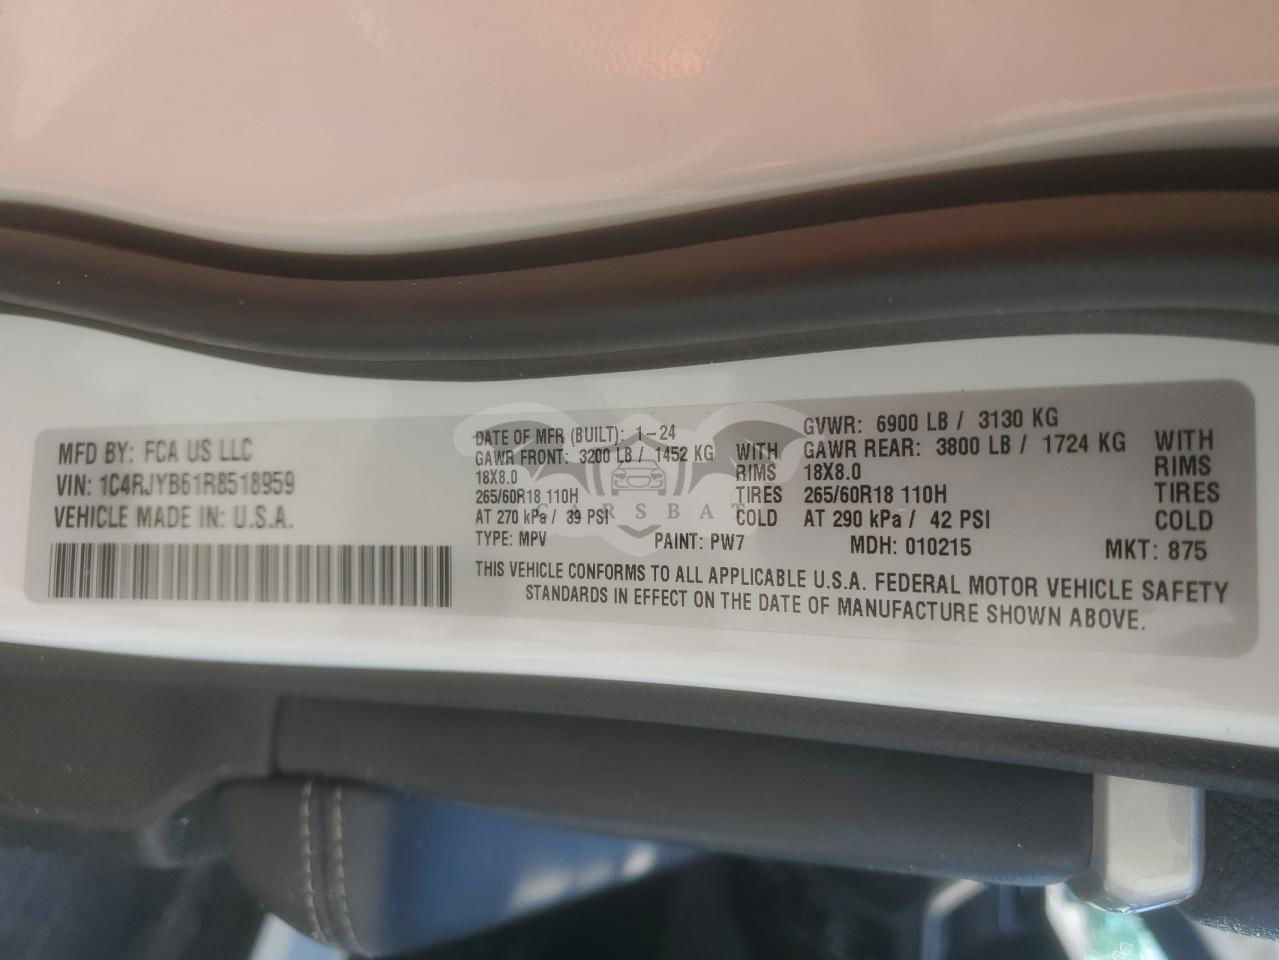 MFD BY: FCA US LLC
VIN: 1C4RJYB61R8518959
VEHICLE MADE IN: U.S.A.
DATE OF MFR (BUILT): 1-24 GVWR: 6900 LB / 3130 KG
GAWR FRONT: 3200 LB / 1452 KG WITH GAWR REAR: 3800 LB / 1724 KG WITH
18X8.0 RIMS 18X8.0 RIMS
265/60R18 110H TIRES 265/60R18 110H TIRES
AT 270 kPa / 39 PSI COLD AT 290 kPa / 42 PSI COLD
TYPE: MPV PAINT: PW7 MDH: 010215 MKT: 875
THIS VEHICLE CONFORMS TO ALL APPLICABLE U.S.A. FEDERAL MOTOR VEHICLE SAFETY
STANDARDS IN EFFECT ON THE DATE OF MANUFACTURE SHOWN ABOVE.
CARSBAT